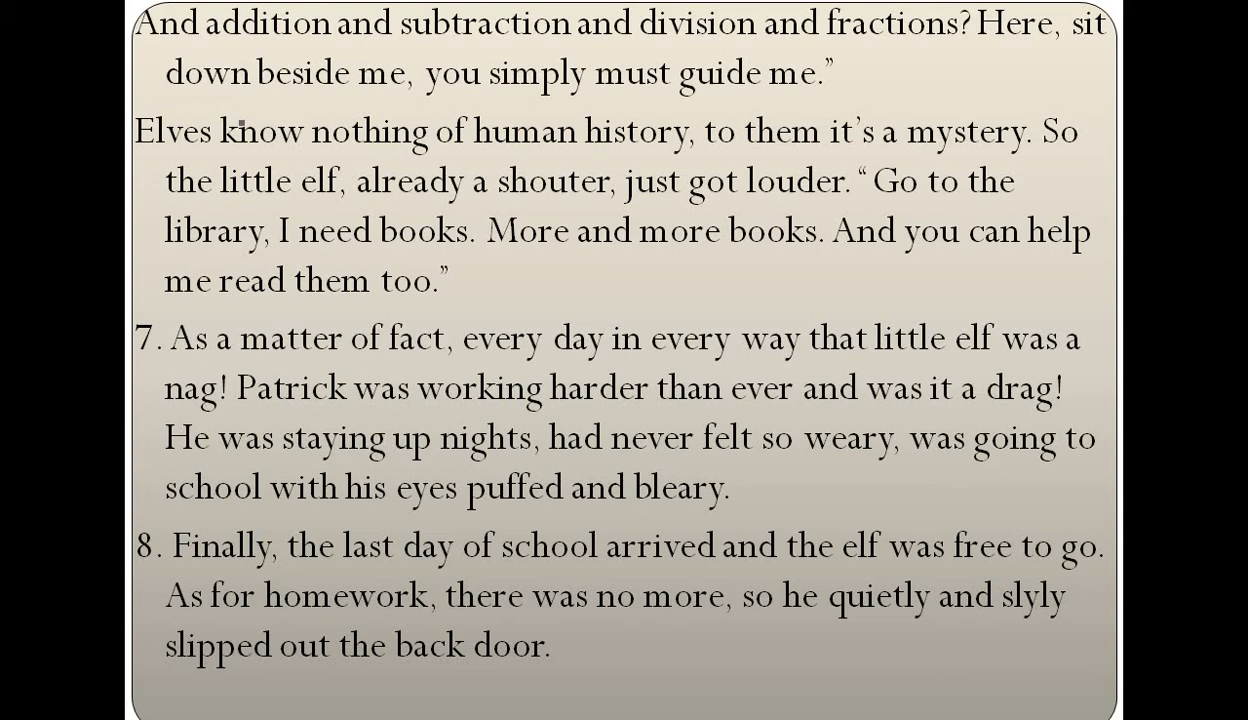 And addition and subtraction and division and fractions? Here, sit
down beside me, you simply must guide me.”
Elves know nothing of human history, to them it’s a mystery. So
the little elf, already a shouter, just got louder. “ Go to the
library, I need books. More and more books. And you can help
me read them too.”
7. As a matter of fact, every day in every way that little elf was a
nag! Patrick was working harder than ever and was it a drag!
He was staying up nights, had never felt so weary, was going to
school with his eyes puffed and bleary.
8. Finally, the last day of school arrived and the elf was free to go.
As for homework, there was no more, so he quietly and slyly
slipped out the back door.